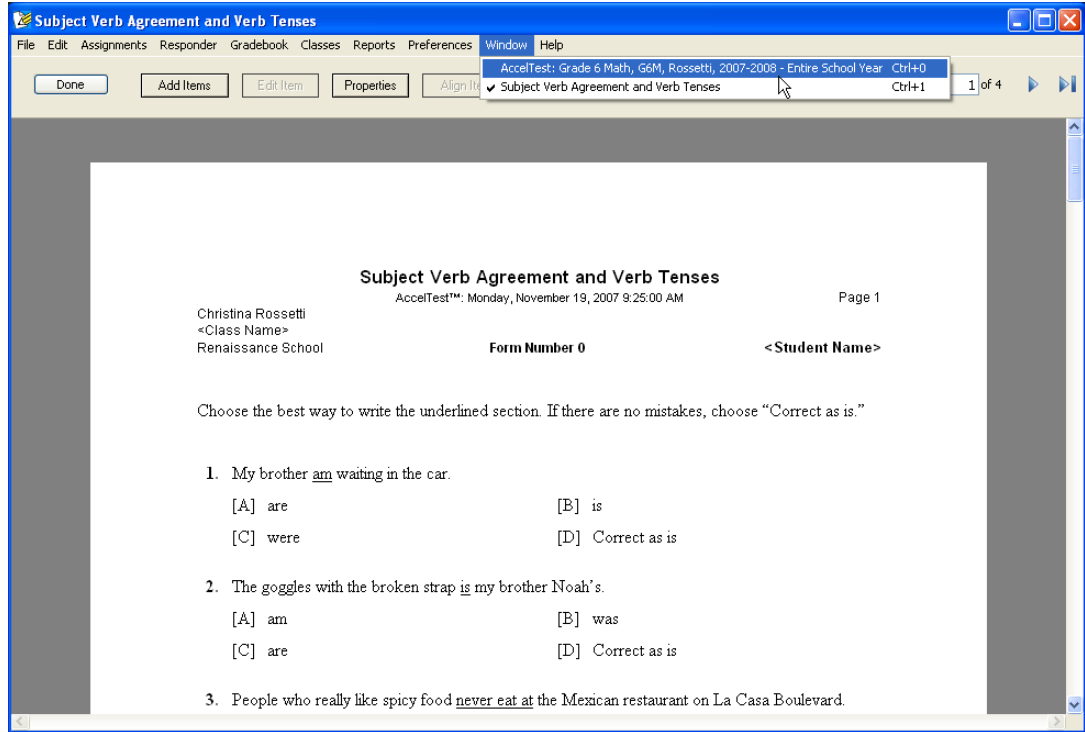 Subject Verb Agreement and Verb Tenses
File Edit Assignments Responder Gradebook Classes Reports Preferences Window Help
AccelTest: Grade 6 Math, G6M, Rossetti, 2007-2008 - Entire School Year Ctrl+0
Subject Verb Agreement and Verb Tenses Ctrl+1
Done Add Items Edit Item Properties Align 1 of 4
Subject Verb Agreement and Verb Tenses
AccelTest™: Monday, November 19, 2007 9:25:00 AM Page 1
Christina Rossetti
<Class Name>
Renaissance School Form Number 0 <Student Name>
Choose the best way to write the underlined section. If there are no mistakes, choose “Correct as is.”
1. My brother am waiting in the car.
[A] are [B] is
[C] were [D] Correct as is
2. The goggles with the broken strap is my brother Noah's.
[A] am [B] was
[C] are [D] Correct as is
3. People who really like spicy food never eat at the Mexican restaurant on La Casa Boulevard.